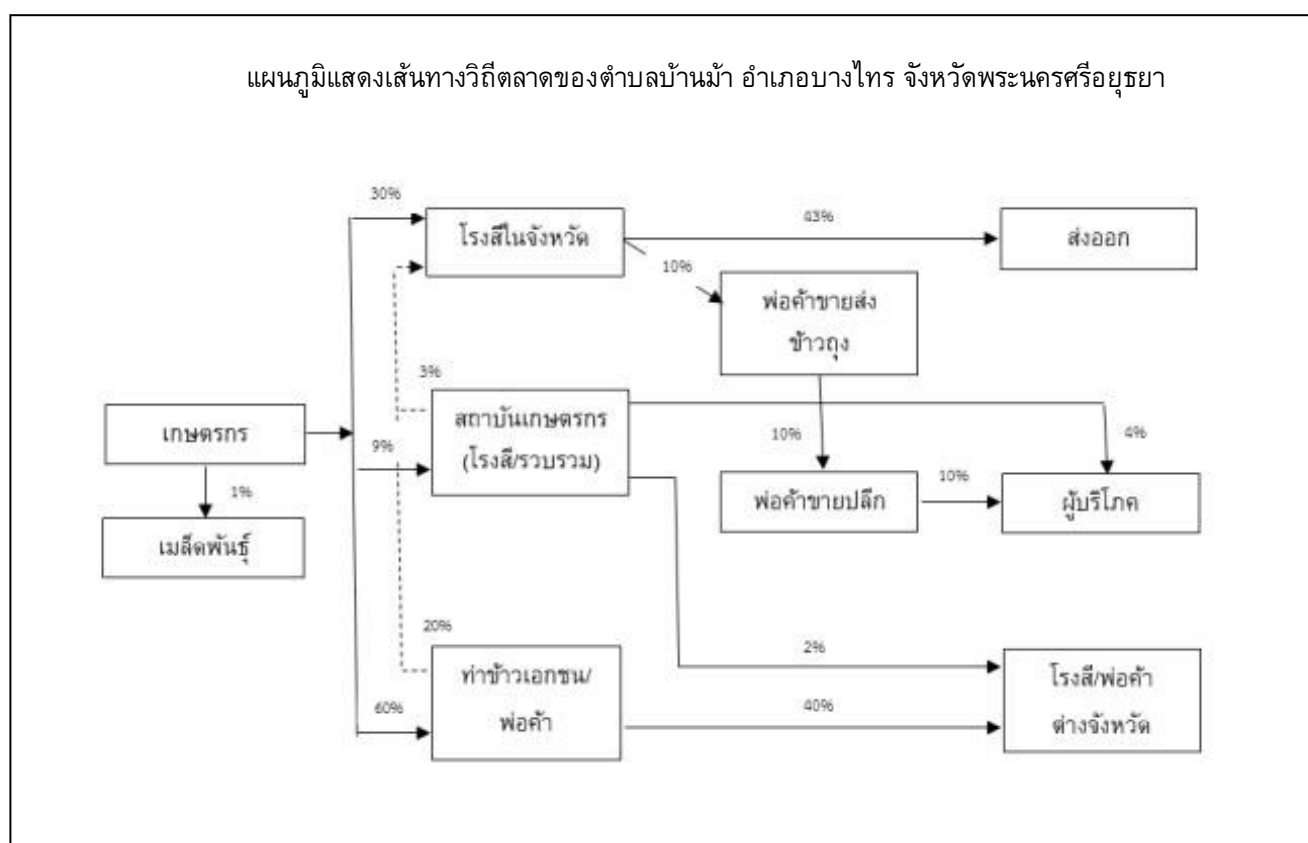 แผนภูมิแสดงเส้นทางวิถีตลาดของตำบลบ้านม้า อำเภอบางไทร จังหวัดพระนครศรีอยุธยา
30%
โรงสีในจังหวัด
43%
ส่งออก
10%
พ่อค้าขายส่ง
ข้าวถุง
3%
สถาบันเกษตรกร
(โรงสี/รวบรวม)
เกษตรกร
9%
10%
4%
1%
เมล็ดพันธุ์
พ่อค้าขายปลีก
10%
ผู้บริโภค
20%
ท่าข้าวเอกชน/
พ่อค้า
60%
2%
40%
โรงสี/พ่อค้า
ต่างจังหวัด